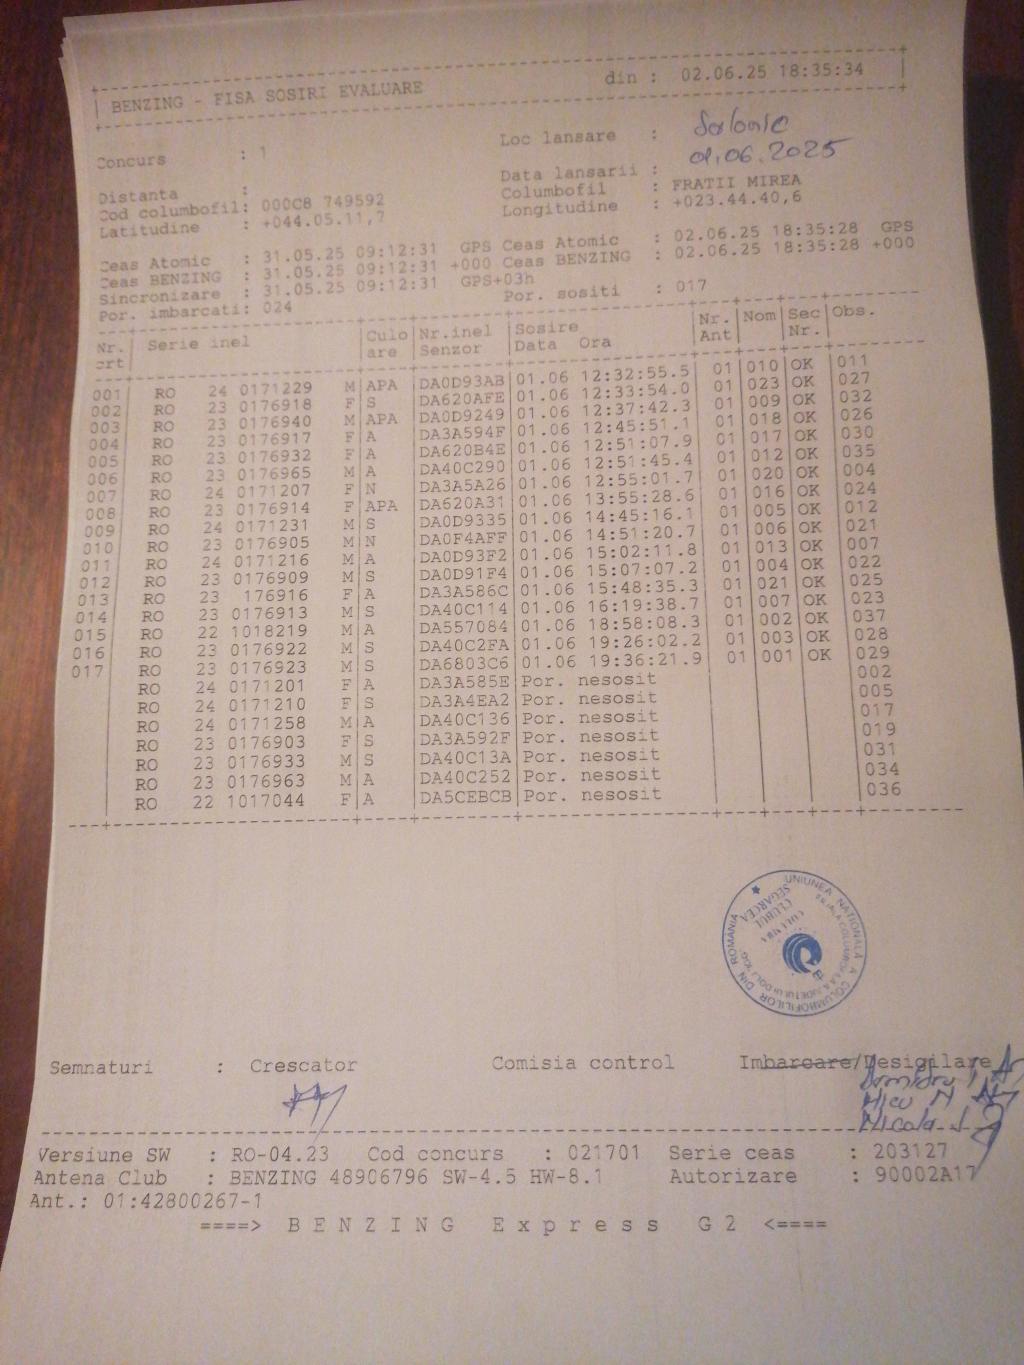 BENZING - FISA SOSIRI EVALUARE din : 02.06.25 18:35:34
Concurs : 1 Loc lansare :
Data lansarii : 01.06.2025
Distanta : Columbofil : FRATII MIREA
Cod columbofil: 000C8 749592 Longitudine : +023.44.40,6
Latitudine : +044.05.11,7
Ceas Atomic : 31.05.25 09:12:31 GPS Ceas Atomic : 02.06.25 18:35:28 GPS
Ceas BENZING : 31.05.25 09:12:31 +000 Ceas BENZING : 02.06.25 18:35:28 +000
Sincronizare : 31.05.25 09:12:31 GPS+03h
Por. imbarcati: 024 Por. sositi : 017
Nr. Serie inel Culo Nr.inel Sosire Nr. Nom Sec Obs.
crt are Senzor Data Ora Ant Nr.
001 RO 24 0171229 M APA DA0D93AB 01.06 12:32:55.5 01 010 OK 011
002 RO 23 0176918 F S DA620AFE 01.06 12:33:54.0 01 023 OK 027
003 RO 23 0176940 M APA DA0D9249 01.06 12:37:42.3 01 009 OK 032
004 RO 23 0176917 F A DA3A594F 01.06 12:45:51.1 01 018 OK 026
005 RO 23 0176932 F A DA620B4E 01.06 12:51:07.9 01 017 OK 030
006 RO 23 0176965 M A DA40C290 01.06 12:51:45.4 01 012 OK 035
007 RO 24 0171207 F N DA3A5A26 01.06 12:55:01.7 01 020 OK 004
008 RO 23 0176914 F APA DA620A31 01.06 13:55:28.6 01 016 OK 024
009 RO 24 0171231 M S DA0D9335 01.06 14:45:16.1 01 005 OK 012
010 RO 23 0176905 M N DA0F4AFF 01.06 14:51:20.7 01 006 OK 021
011 RO 24 0171216 M A DA0D93F2 01.06 15:02:11.8 01 013 OK 007
012 RO 23 0176909 M S DA0D91F4 01.06 15:07:07.2 01 004 OK 022
013 RO 23 176916 F A DA3A586C 01.06 15:48:35.3 01 021 OK 025
014 RO 23 0176913 M S DA40C114 01.06 16:19:38.7 01 007 OK 023
015 RO 22 1018219 M A DA557084 01.06 18:58:08.3 01 002 OK 037
016 RO 23 0176922 M S DA40C2FA 01.06 19:26:02.2 01 003 OK 028
017 RO 23 0176923 M S DA6803C6 01.06 19:36:21.9 01 001 OK 029
RO 24 0171201 F A DA3A585E Por. nesosit 002
RO 24 0171210 F S DA3A4EA2 Por. nesosit 005
RO 24 0171258 M A DA40C136 Por. nesosit 017
RO 23 0176903 F S DA3A592F Por. nesosit 019
RO 23 0176933 M S DA40C13A Por. nesosit 031
RO 23 0176963 M A DA40C252 Por. nesosit 034
RO 22 1017044 F A DA5CEBCB Por. nesosit 036
UNIUNEA NATIONALA A COLUMBOFILILOR DIN ROMANIA
CLUBUL
SEGARCEA
Semnaturi : Crescator Comisia control Imbarcare/Desigilare
Versiune SW : RO-04.23 Cod concurs : 021701 Serie ceas : 203127
Antena Club : BENZING 48906796 SW-4.5 HW-8.1 Autorizare : 90002A17
Ant.: 01:42800267-1
====> BENZING Express G2 <====